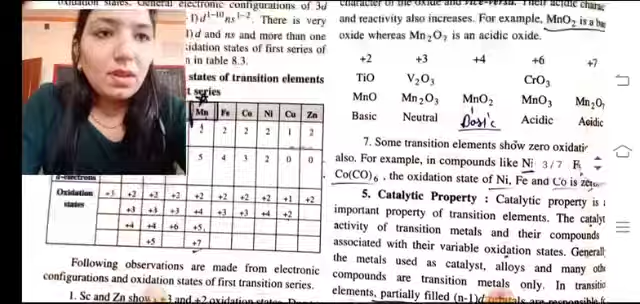 oxidation states. General electronic configurations of 3d
1)d¹⁻¹⁰ ns¹⁻². There is very
1)d and ns and more than one
idation states of first series of
n in table 8.3.
states of transition elements
t series
Mn Fe Co Ni Cu Zn
2 2 2 1 2
5 4 3 2 0 0
d-electrons
Oxidation +3 +2 +2 +2 +2 +2 +2 +2 +1 +2
states +3 +3 +3 +4 +3 +3 +4 +2
+4 +4 +6 +5,
+5 +7
Following observations are made from electronic
configurations and oxidation states of first transition series.
1. Sc and Zn show +3 and +2 oxidation states
character of the oxide and vice-versa. Their acidic charac
and reactivity also increases. For example, MnO₂ is a bas
oxide whereas Mn₂O₇ is an acidic oxide.
+2 +3 +4 +6 +7
TiO V₂O₃ CrO₃
MnO Mn₂O₃ MnO₂ MnO₃ Mn₂O₇
Basic Neutral Basic Acidic Acidic
7. Some transition elements show zero oxidati
also. For example, in compounds like Ni 3/7 F
Co(CO)₆, the oxidation state of Ni, Fe and Co is zero.
5. Catalytic Property : Catalytic property is
important property of transition elements. The catalyt
activity of transition metals and their compounds
associated with their variable oxidation states. Generall
the metals used as catalyst, alloys and many oth
compounds are transition metals only. In transitio
elements, partially filled (n-1)d orbitals are responsible f